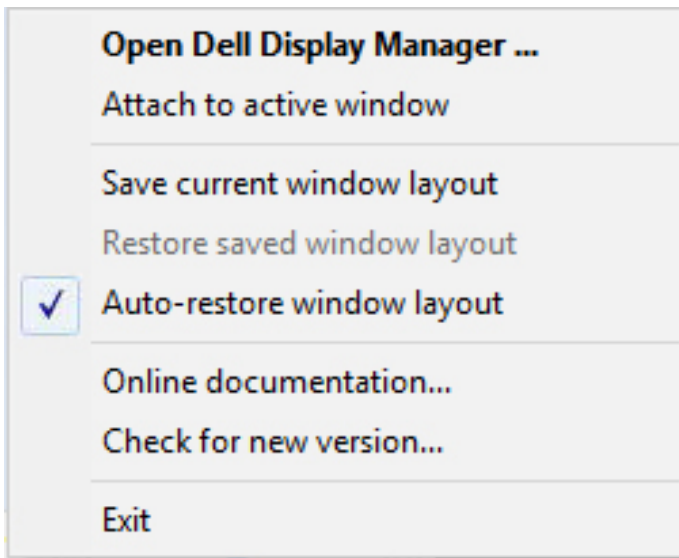 Open Dell Display Manager ...
Attach to active window
Save current window layout
Restore saved window layout
Auto-restore window layout
Online documentation...
Check for new version...
Exit